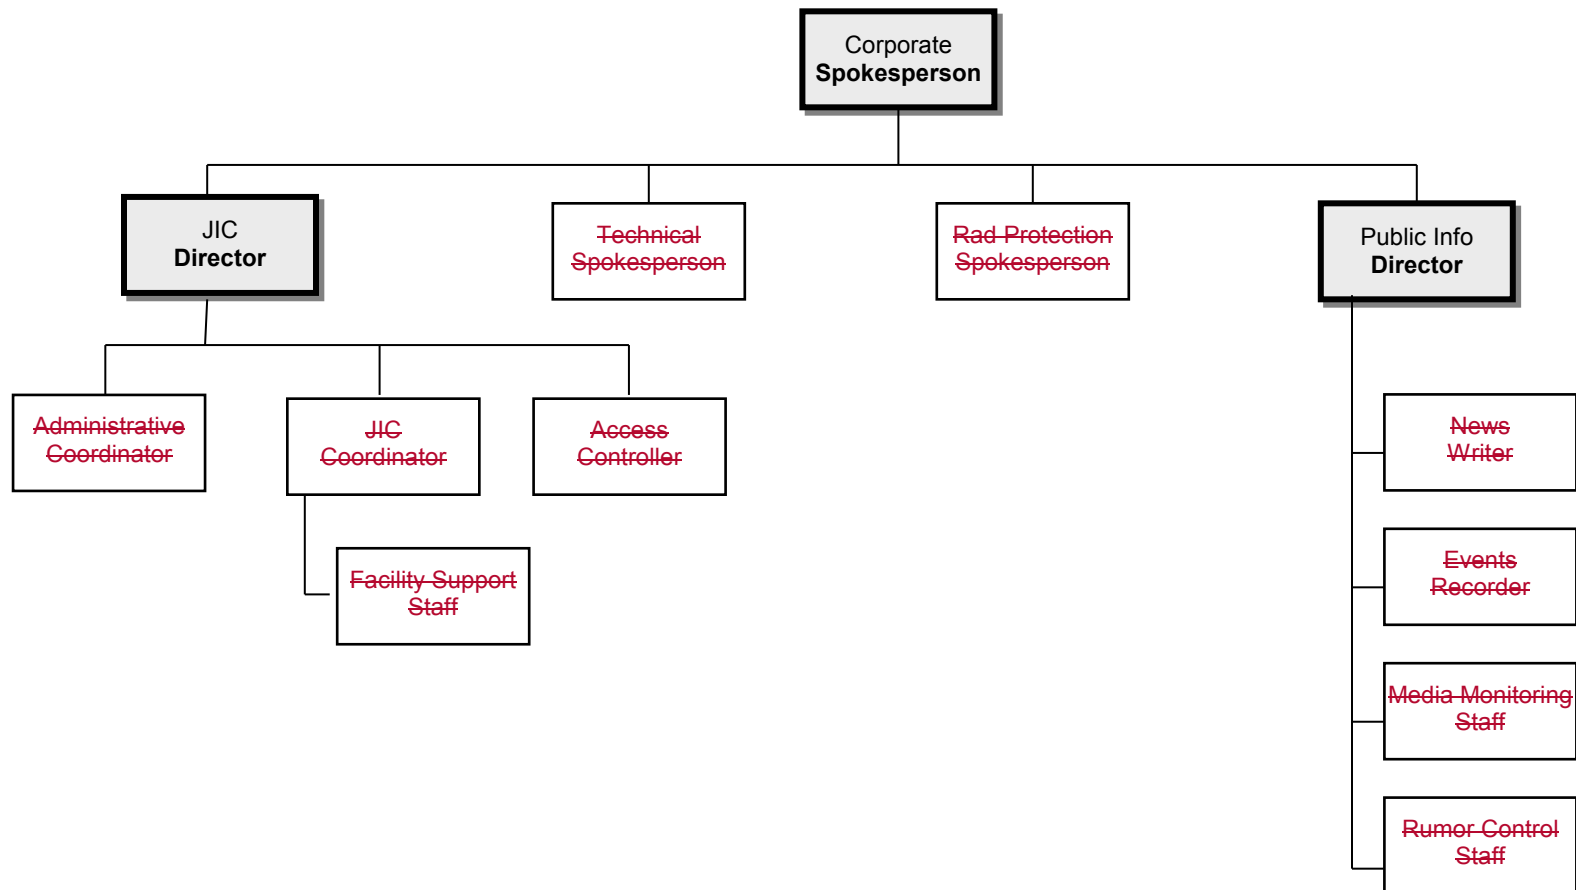 Corporate
Spokesperson
JIC
Director
Technical
Spokesperson
Rad Protection
Spokesperson
Public Info
Director
Administrative
Coordinator
JIC
Coordinator
Access
Controller
News
Writer
Facility Support
Staff
Events
Recorder
Media Monitoring
Staff
Rumor Control
Staff